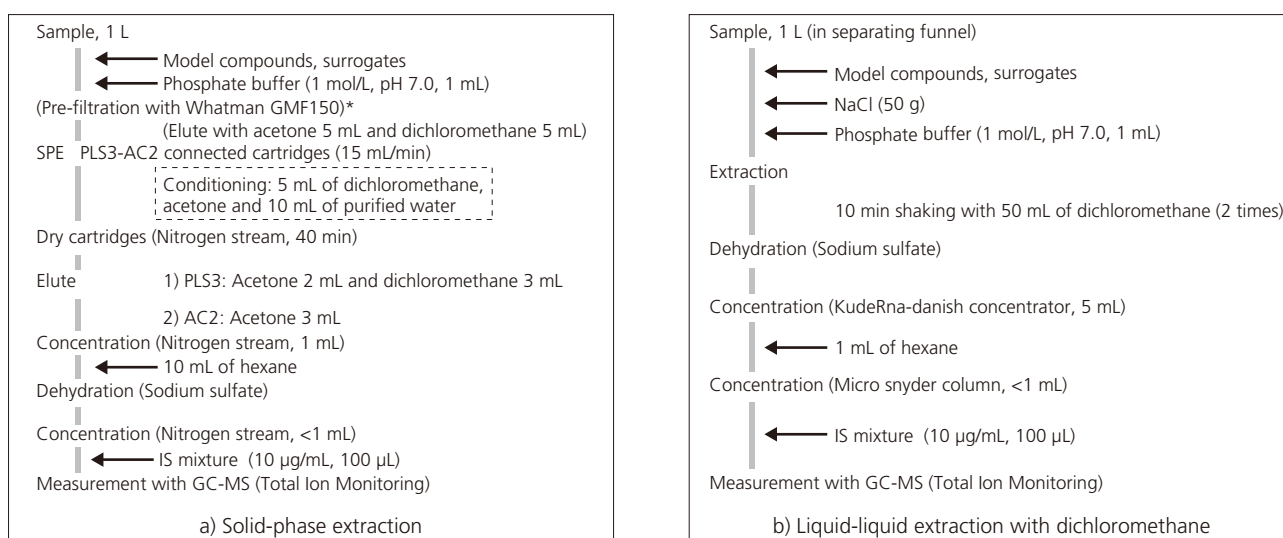 Sample, 1 L
Model compounds, surrogates
Phosphate buffer (1 mol/L, pH 7.0, 1 mL)
(Pre-filtration with Whatman GMF150)*
(Elute with acetone 5 mL and dichloromethane 5 mL)
SPE PLS3-AC2 connected cartridges (15 mL/min)
Conditioning: 5 mL of dichloromethane,
acetone and 10 mL of purified water
Dry cartridges (Nitrogen stream, 40 min)
Elute 1) PLS3: Acetone 2 mL and dichloromethane 3 mL
2) AC2: Acetone 3 mL
Concentration (Nitrogen stream, 1 mL)
10 mL of hexane
Dehydration (Sodium sulfate)
Concentration (Nitrogen stream, <1 mL)
IS mixture (10 µg/mL, 100 µL)
Measurement with GC-MS (Total Ion Monitoring)
a) Solid-phase extraction
Sample, 1 L (in separating funnel)
Model compounds, surrogates
NaCl (50 g)
Phosphate buffer (1 mol/L, pH 7.0, 1 mL)
Extraction
10 min shaking with 50 mL of dichloromethane (2 times)
Dehydration (Sodium sulfate)
Concentration (KudeRna-danish concentrator, 5 mL)
1 mL of hexane
Concentration (Micro snyder column, <1 mL)
IS mixture (10 µg/mL, 100 µL)
Measurement with GC-MS (Total Ion Monitoring)
b) Liquid-liquid extraction with dichloromethane